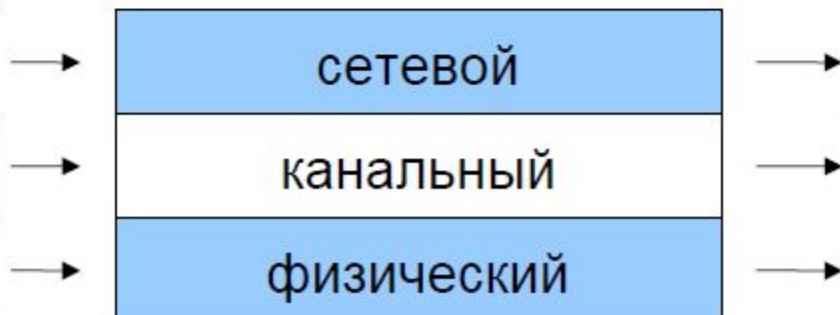 сетевой
канальный
физический